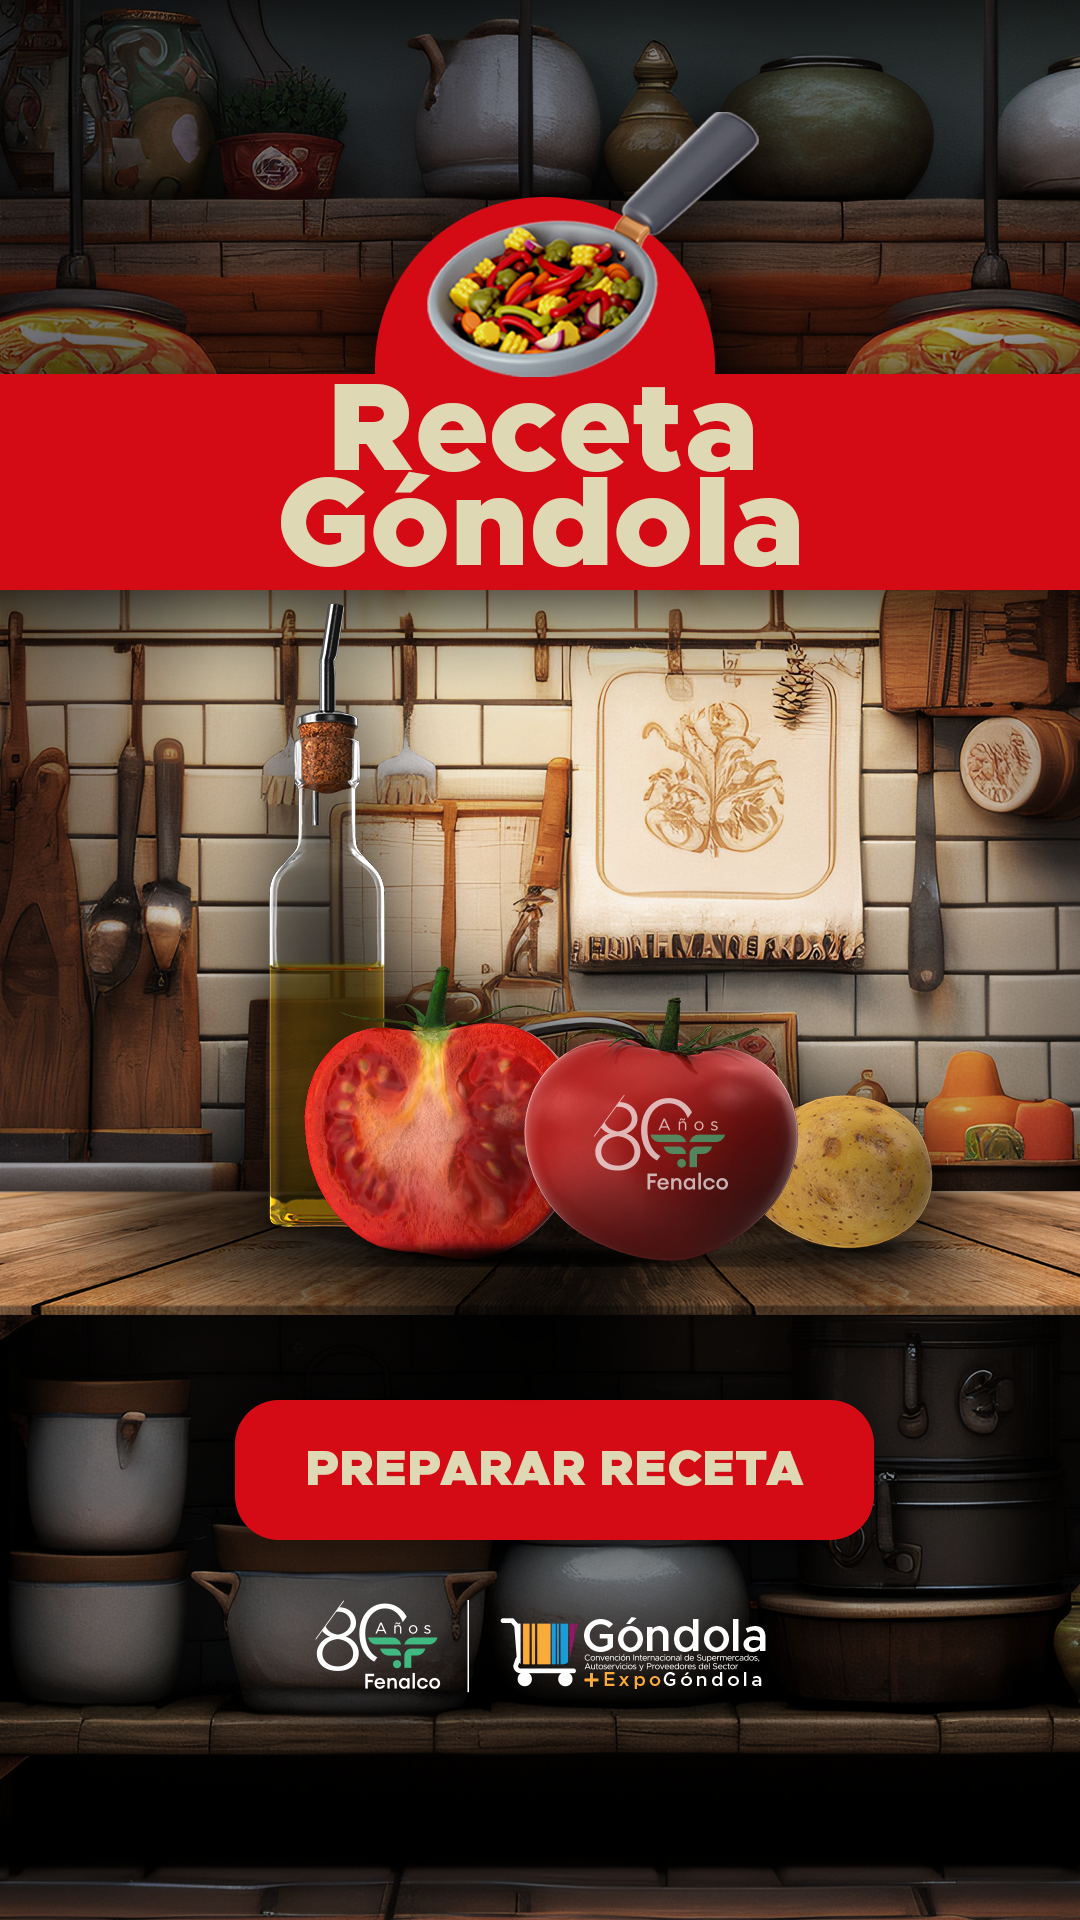 Receta
Góndola
80 Años
Fenalco
PREPARAR RECETA
80 Años
Fenalco
Góndola
Convención Internacional de Supermercados,
Autoservicios y Proveedores del Sector
+ExpoGóndola